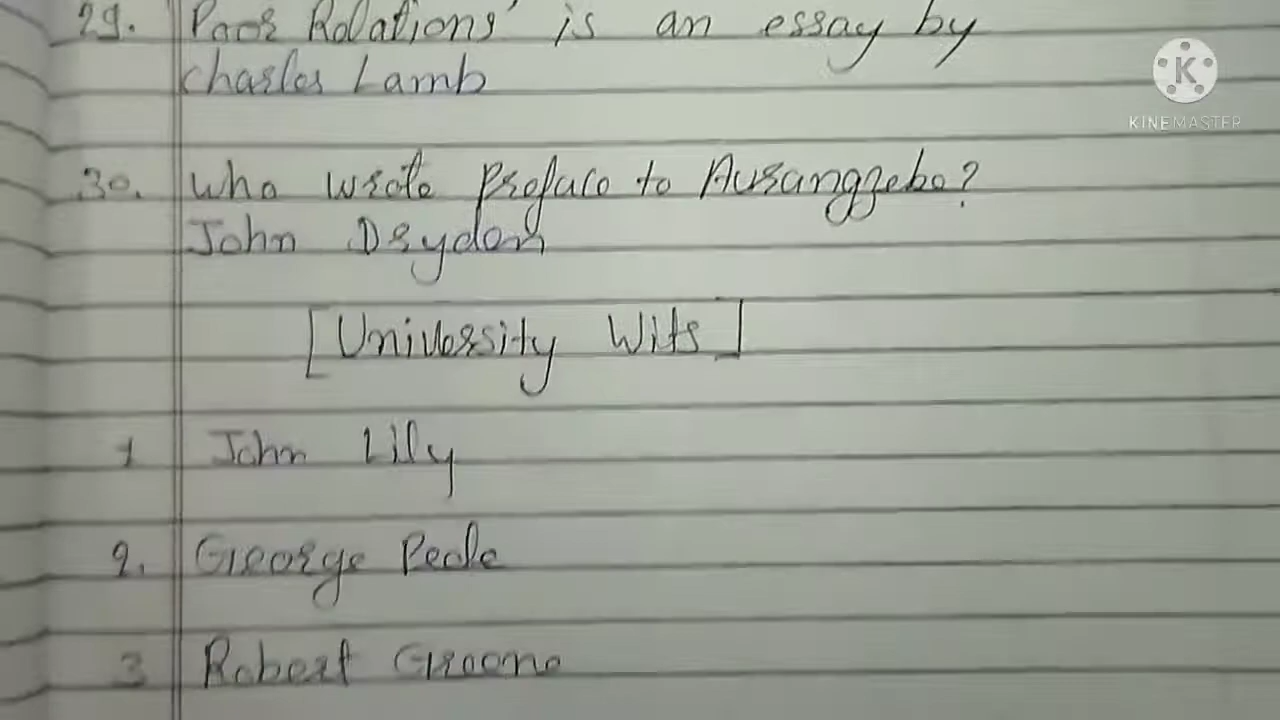 29. 'Poor Relations' is an essay by
Charles Lamb
30. Who wrote Preface to Aurangzebe?
John Dryden
[University Wits]
1 John Lily
2. George Peele
3 Robert Greene
K
KINEMASTER